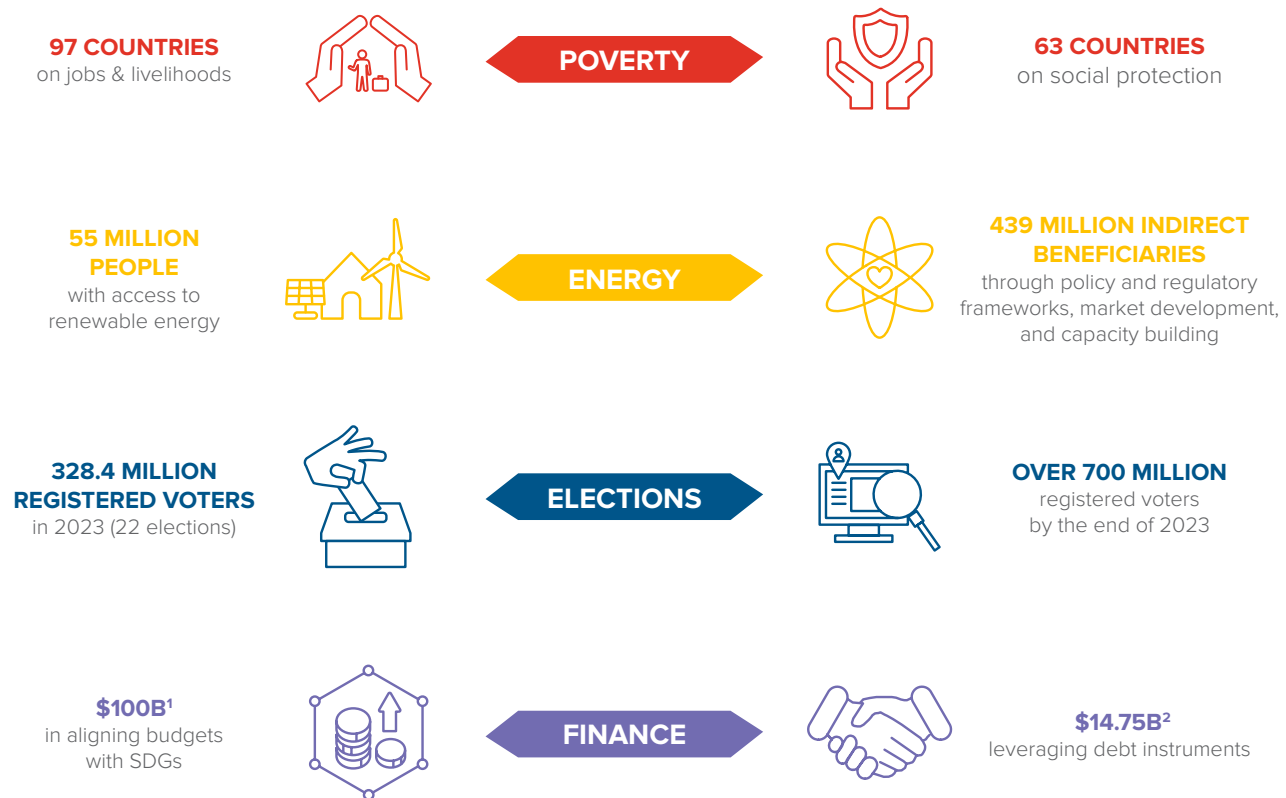 97 COUNTRIES
on jobs & livelihoods
POVERTY
63 COUNTRIES
on social protection
55 MILLION
PEOPLE
with access to
renewable energy
ENERGY
439 MILLION INDIRECT
BENEFICIARIES
through policy and regulatory
frameworks, market development,
and capacity building
328.4 MILLION
REGISTERED VOTERS
in 2023 (22 elections)
ELECTIONS
OVER 700 MILLION
registered voters
by the end of 2023
$100B¹
in aligning budgets
with SDGs
FINANCE
$14.75B²
leveraging debt instruments